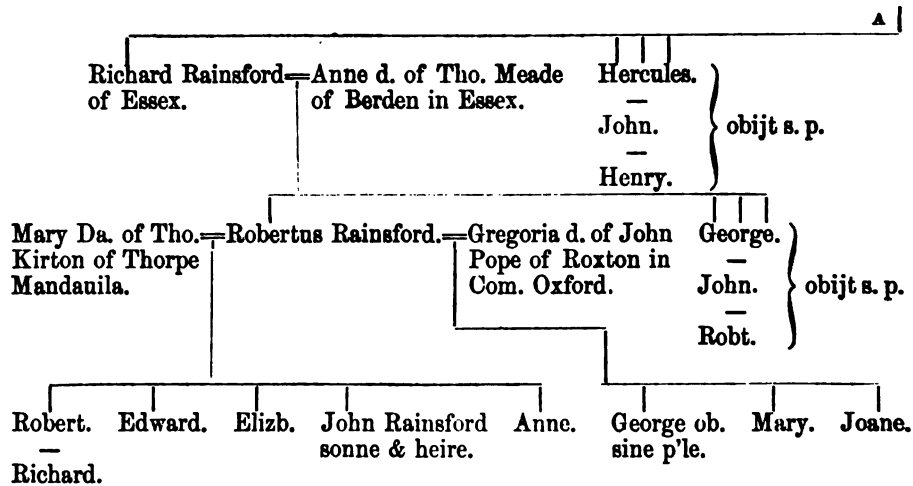 A
Richard Rainsford=Anne d. of Tho. Meade
of Essex. of Berden in Essex.
Hercules.
John.
Henry.
obijt s. p.
Mary Da. of Tho.=Robertus Rainsford.=Gregoria d. of John
Kirton of Thorpe Pope of Roxton in
Mandauila. Com. Oxford.
George.
John.
Robt.
obijt s. p.
Robert. Edward. Elizb. John Rainsford Anne. George ob. Mary. Joane.
sonne & heire. sine p'le.
Richard.